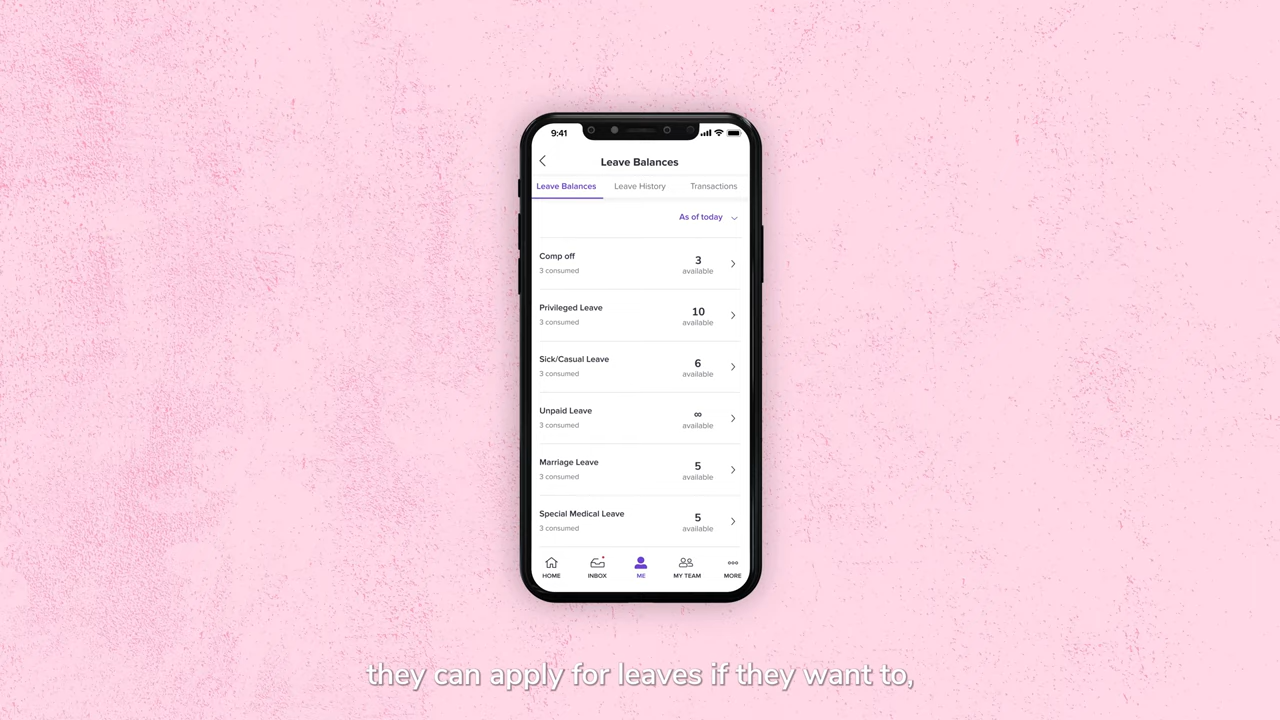 9:41
Leave Balances
Leave Balances Leave History Transactions
As of today
Comp off
3 consumed
3
available
Privileged Leave
3 consumed
10
available
Sick/Casual Leave
3 consumed
6
available
Unpaid Leave
3 consumed
∞
available
Marriage Leave
3 consumed
5
available
Special Medical Leave
3 consumed
5
available
HOME INBOX ME MY TEAM MORE
they can apply for leaves if they want to,